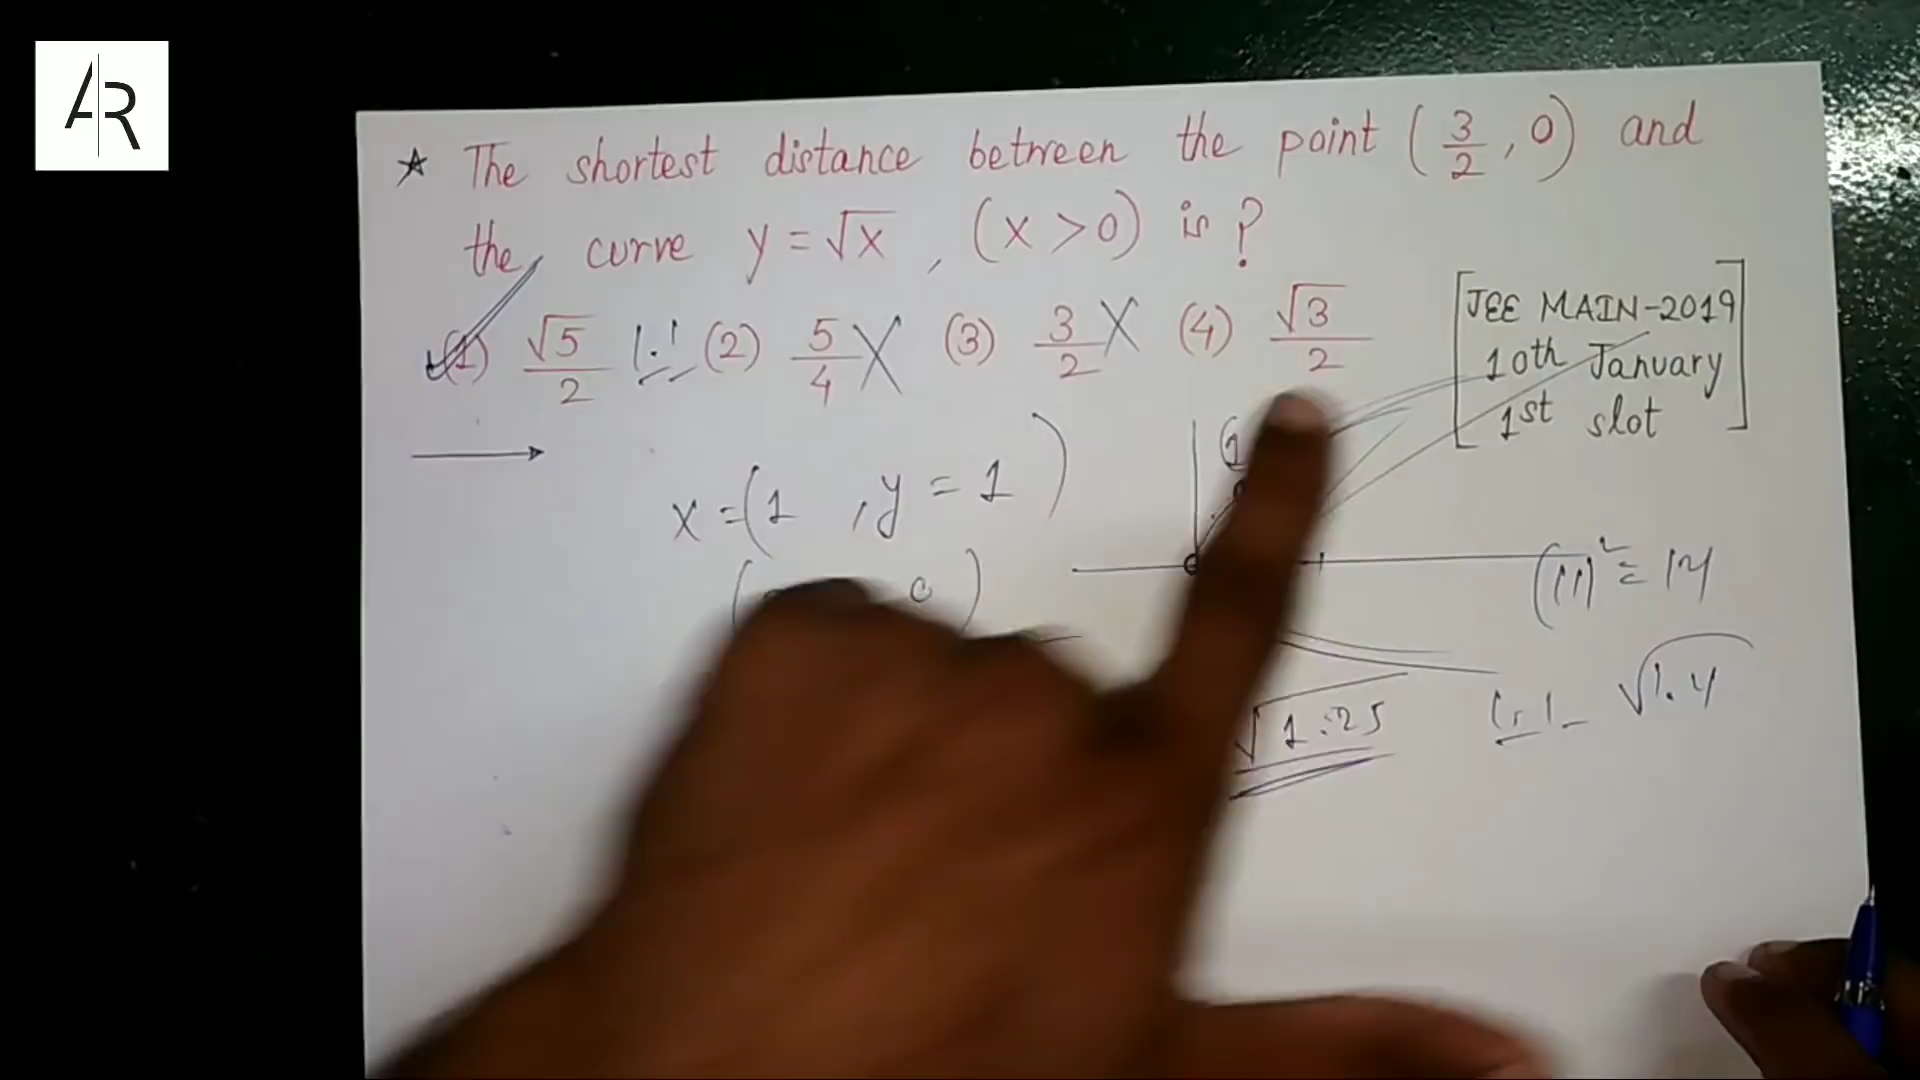 AR
★ The shortest distance between the point (3/2, 0) and
the curve y = √x, (x > 0) is ?
(1) √5/2 1.1 (2) 5/4 X (3) 3/2 X (4) √3/2
[JEE MAIN-2019
10th January
1st slot]
x = (1 , y = 1)
(1
√1.25
1.1
√1.4